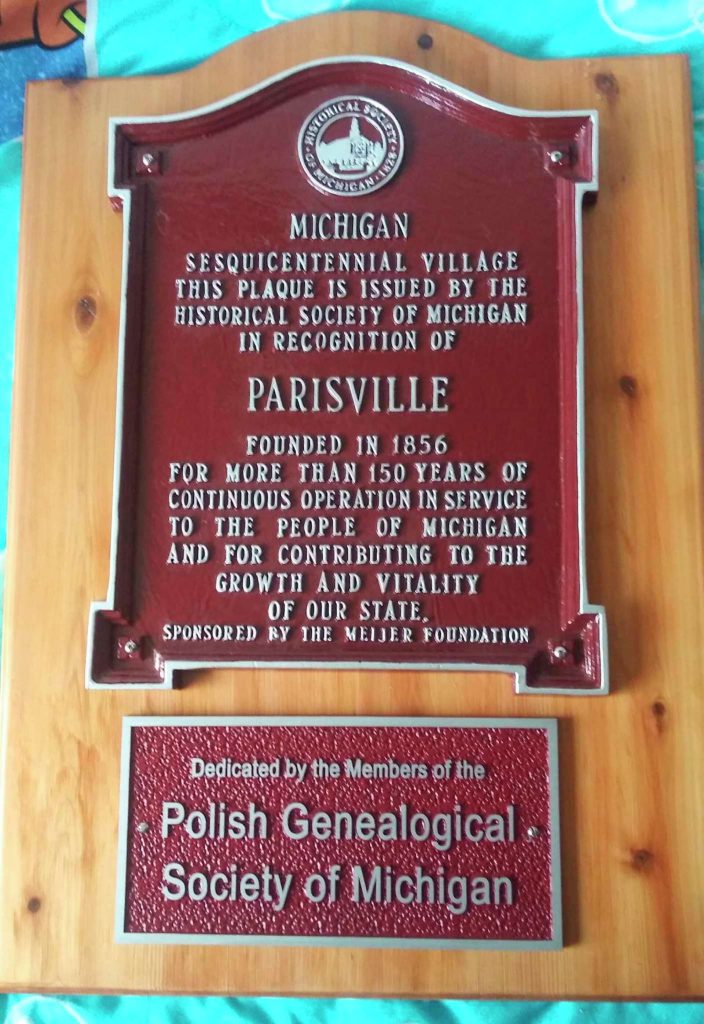 HISTORICAL SOCIETY
OF MICHIGAN · 1828 ·
MICHIGAN
SESQUICENTENNIAL VILLAGE
THIS PLAQUE IS ISSUED BY THE
HISTORICAL SOCIETY OF MICHIGAN
IN RECOGNITION OF
PARISVILLE
FOUNDED IN 1856
FOR MORE THAN 150 YEARS OF
CONTINUOUS OPERATION IN SERVICE
TO THE PEOPLE OF MICHIGAN
AND FOR CONTRIBUTING TO THE
GROWTH AND VITALITY
OF OUR STATE.
SPONSORED BY THE MEIJER FOUNDATION
Dedicated by the Members of the
Polish Genealogical
Society of Michigan